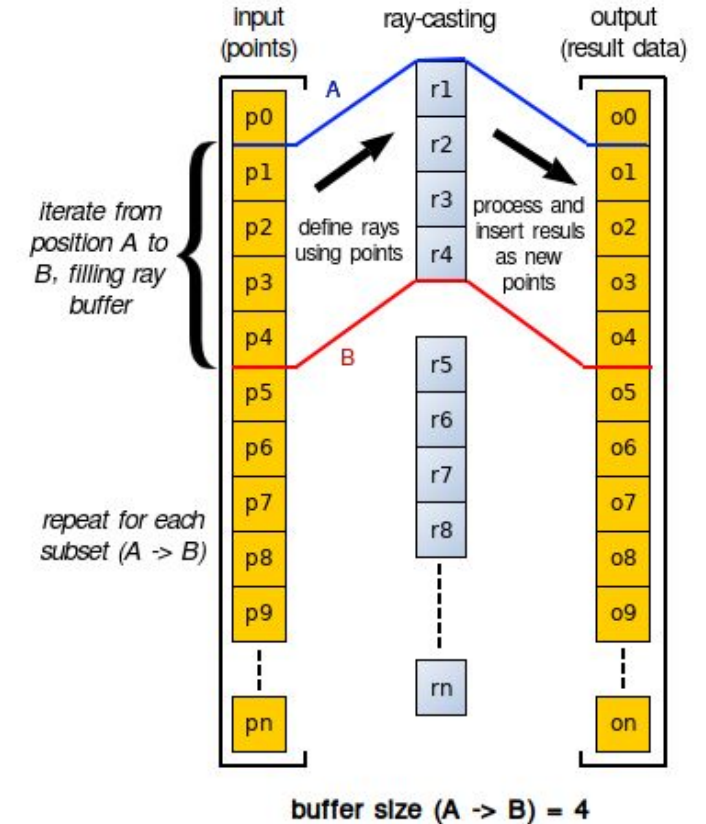 input
(points)
ray-casting
output
(result data)
A
p0
p1
p2
p3
p4
p5
p6
p7
p8
p9
pn
iterate from
position A to
B, filling ray
buffer
define rays
using points
r1
r2
r3
r4
B
r5
r6
r7
r8
rn
process and
insert resuls
as new
points
o0
o1
o2
o3
o4
o5
o6
o7
o8
o9
on
repeat for each
subset (A -> B)
buffer size (A -> B) = 4